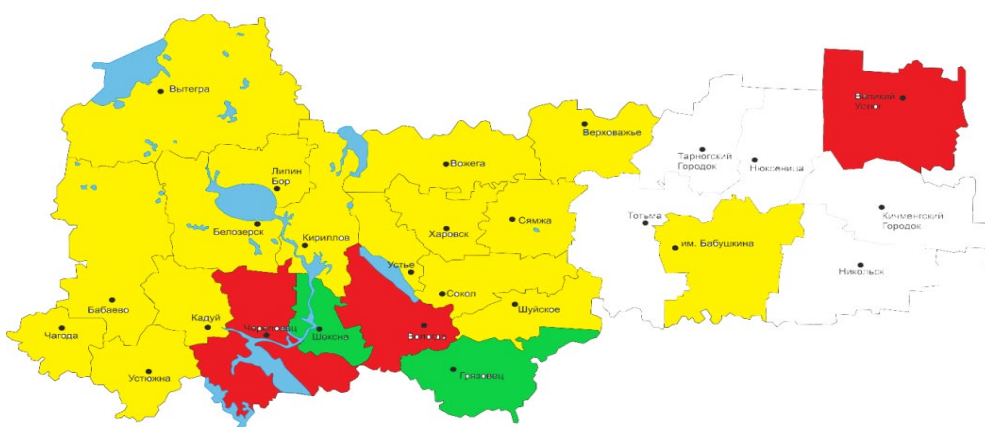 Вытегра
Верховажье
Великий
Устюг
Тарногский
Городок
Нюксеница
Вожега
Липин
Бор
Кичменгский
Городок
Тотьма
Сямжа
Харовск
Белозерск
Кириллов
им. Бабушкина
Никольск
Устье
Сокол
Шуйское
Бабаево
Кадуй
Чагода
Череповец
Шексна
Вологда
Устюжна
Грязовец